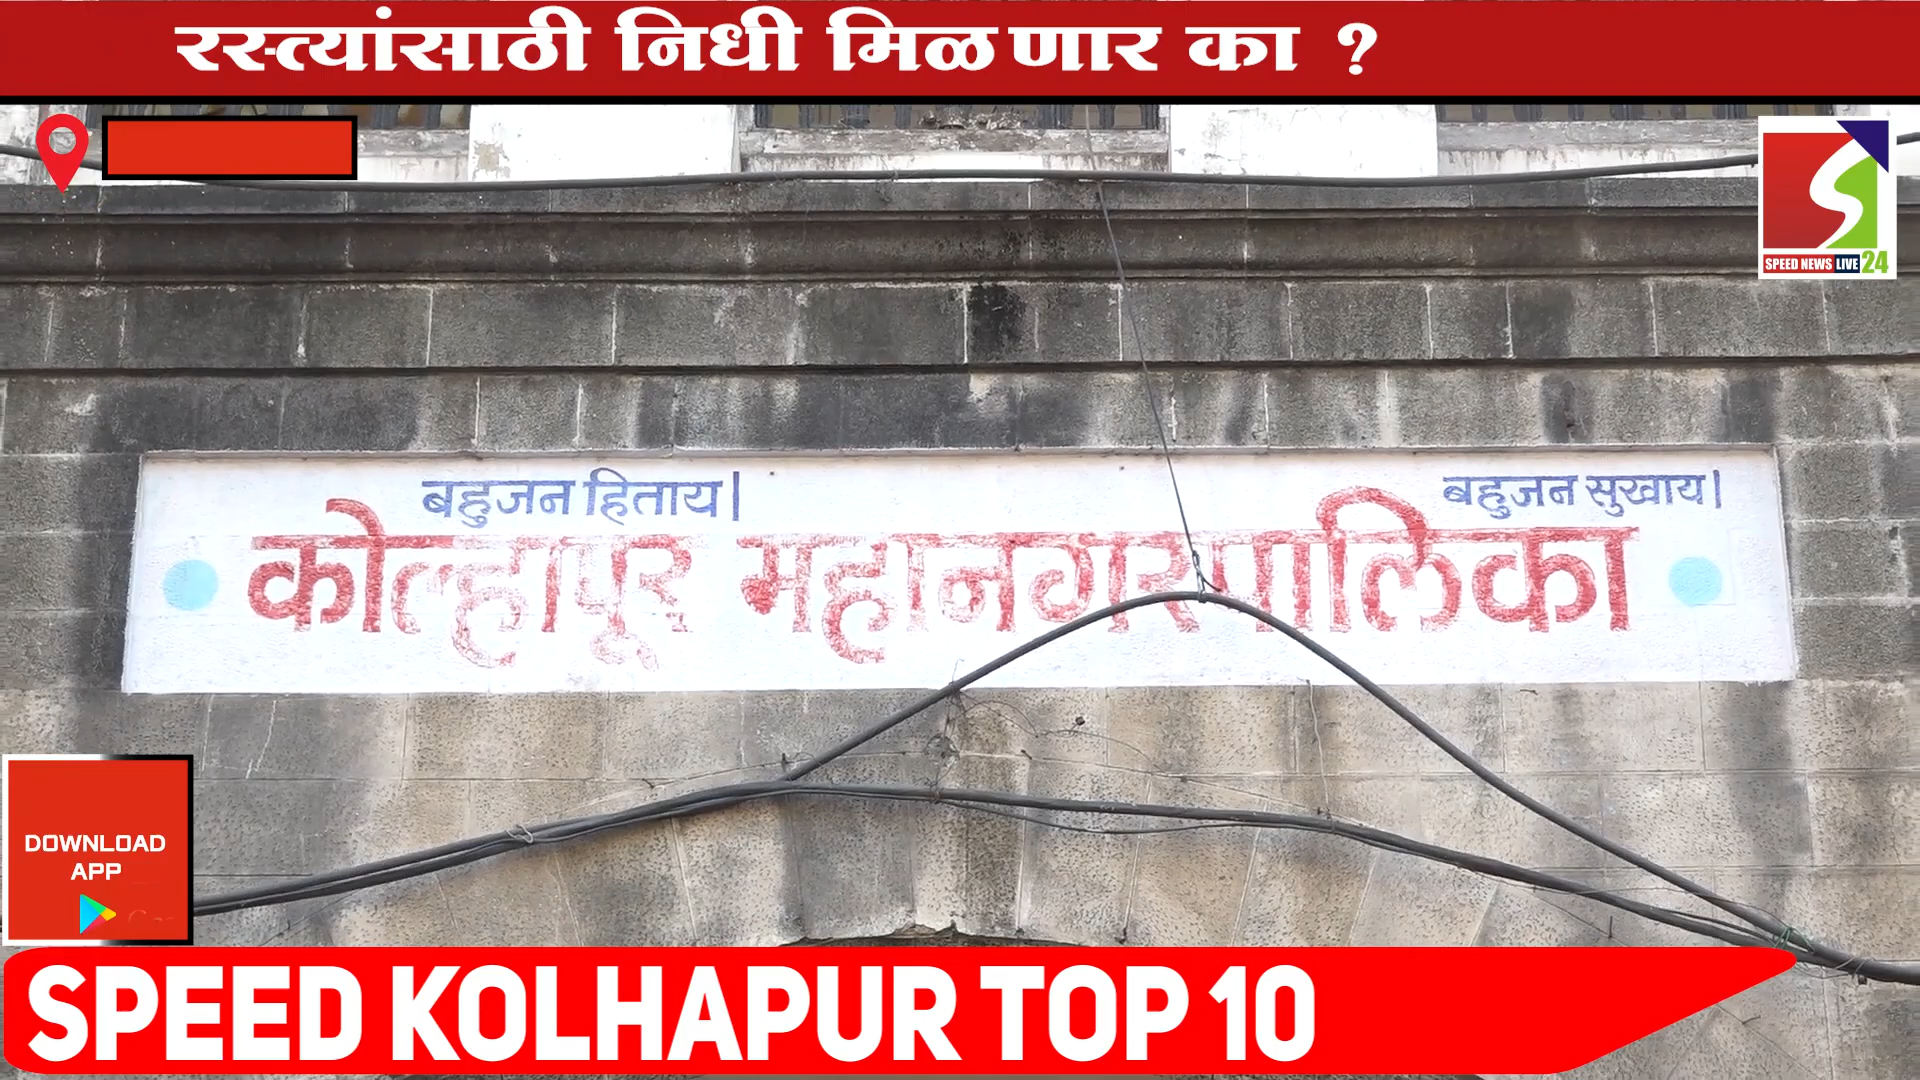 रस्त्यांसाठी निधी मिळणार का ?
SPEED NEWS LIVE 24
बहुजन हिताय|
बहुजन सुखाय|
कोल्हापूर महानगरपालिका
DOWNLOAD
APP
SPEED KOLHAPUR TOP 10